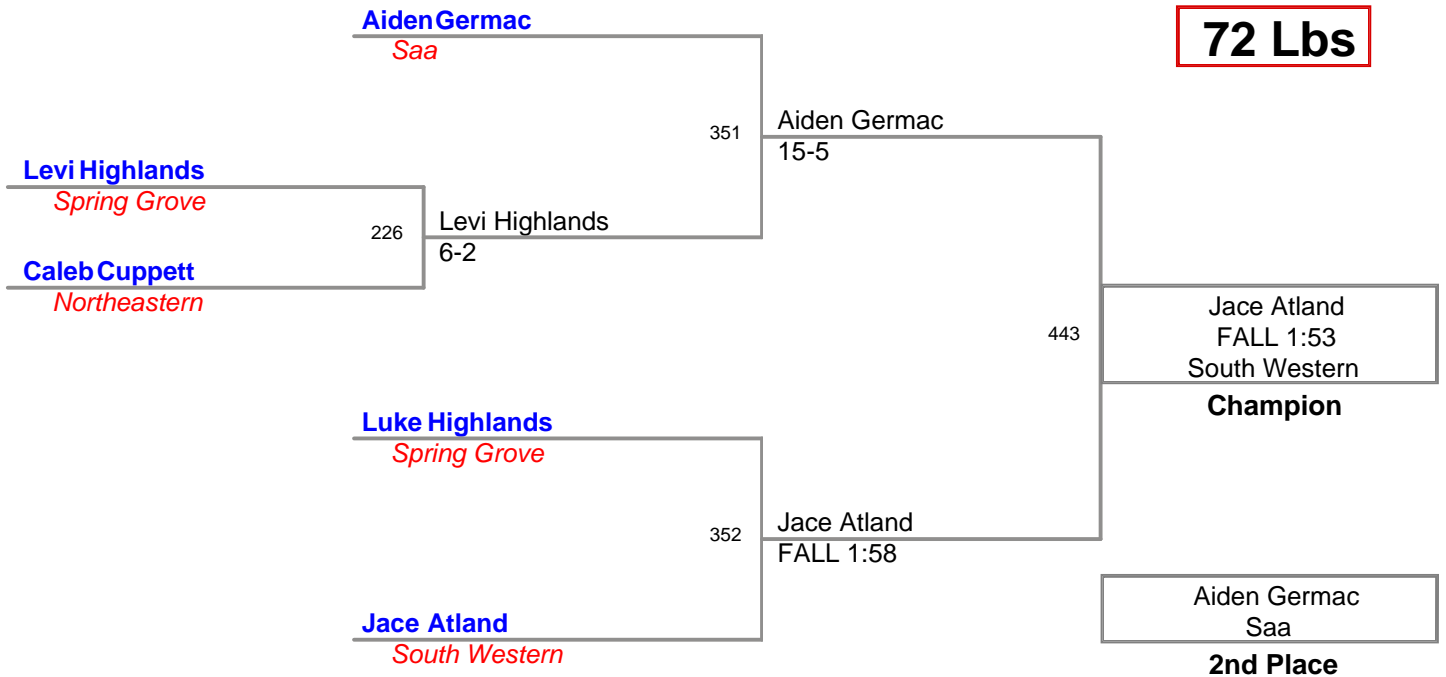 Aiden Germac
Saa
72 Lbs
351
Aiden Germac
15-5
Levi Highlands
Spring Grove
226
Levi Highlands
6-2
Caleb Cuppett
Northeastern
443
Jace Atland
FALL 1:53
South Western
Champion
Luke Highlands
Spring Grove
352
Jace Atland
FALL 1:58
Jace Atland
South Western
Aiden Germac
Saa
2nd Place